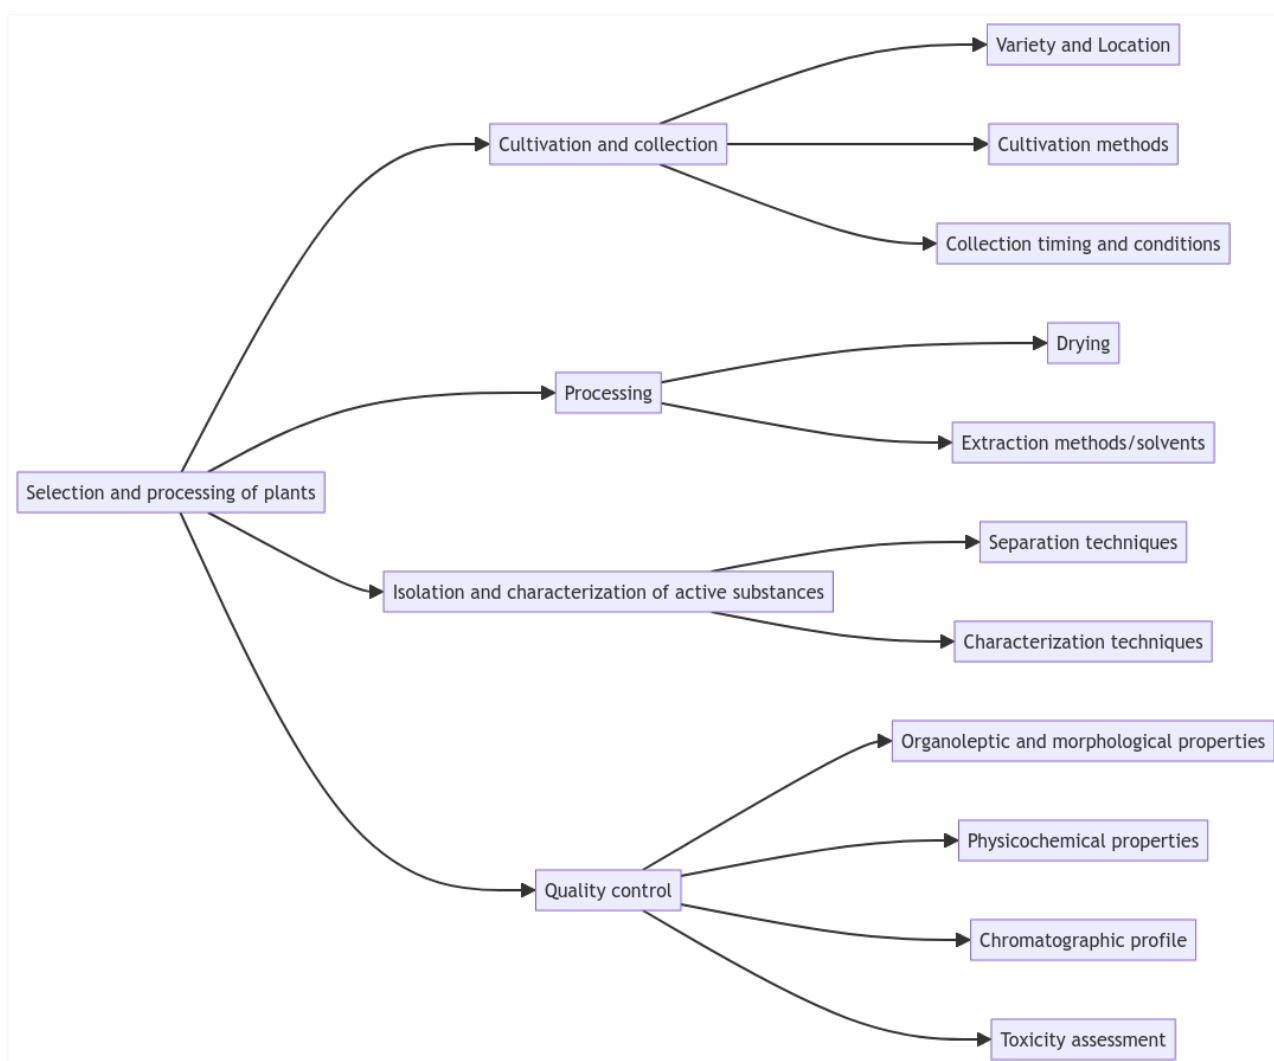 Variety and Location
Cultivation and collection
Cultivation methods
Collection timing and conditions
Drying
Processing
Extraction methods/solvents
Selection and processing of plants
Separation techniques
Isolation and characterization of active substances
Characterization techniques
Organoleptic and morphological properties
Physicochemical properties
Quality control
Chromatographic profile
Toxicity assessment